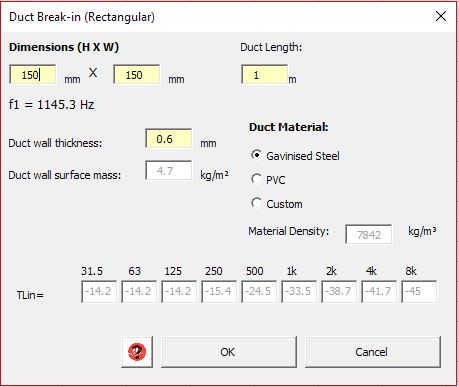 Duct Break-in (Rectangular)
Dimensions (H X W) Duct Length:
150 mm X 150 mm 1 m
f1 = 1145.3 Hz
Duct wall thickness: 0.6 mm
Duct wall surface mass: 4.7 kg/m²
Duct Material:
Gavinised Steel
PVC
Custom
Material Density: 7842 kg/m³
31.5 63 125 250 500 1k 2k 4k 8k
TLin= -14.2 -14.2 -14.2 -15.4 -24.5 -33.5 -38.7 -41.7 -45
? OK Cancel